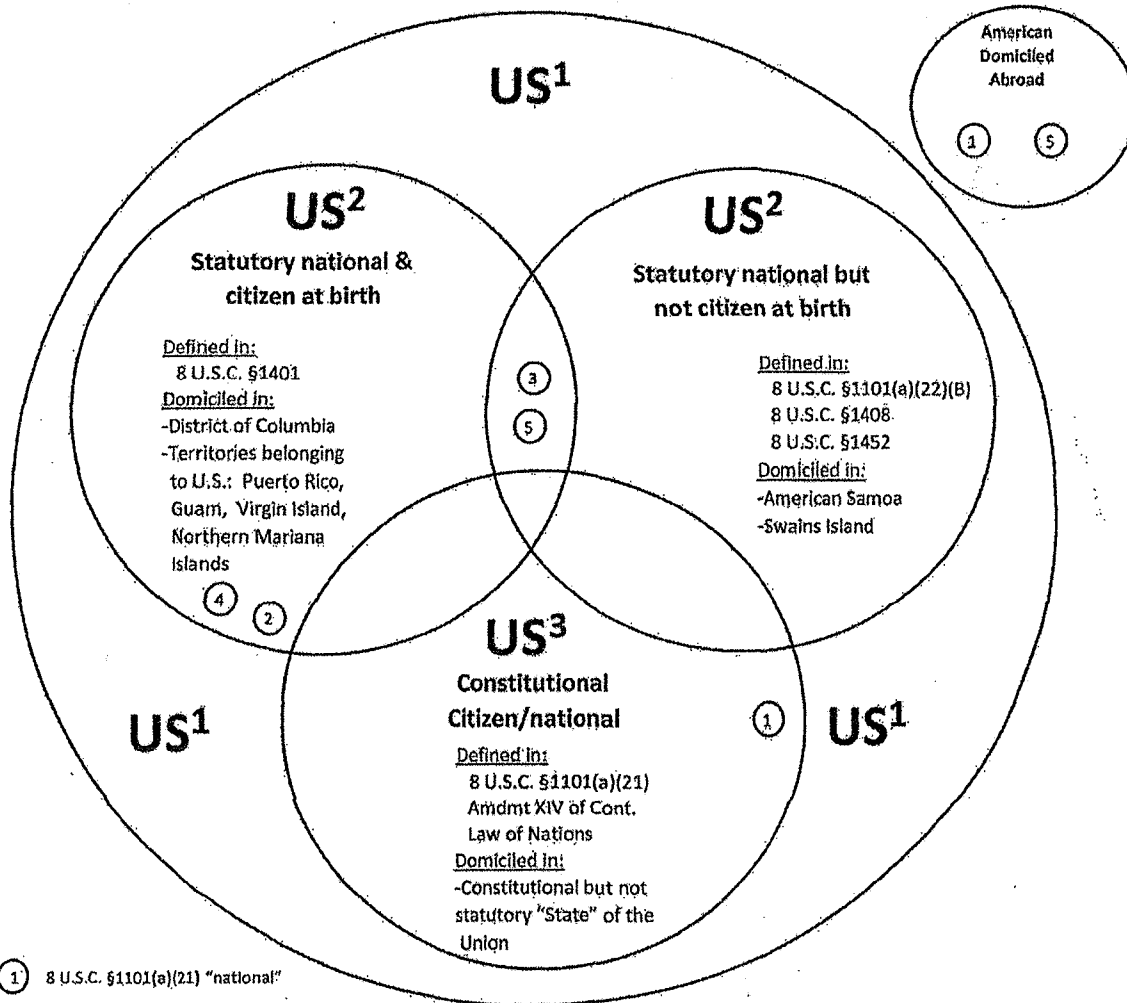 US¹
American
Domiciled
Abroad
1 5
US²
Statutory national &
citizen at birth
Defined in:
8 U.S.C. §1401
Domiciled in:
-District of Columbia
-Territories belonging
to U.S.: Puerto Rico,
Guam, Virgin Island,
Northern Mariana
Islands
4 2
3
5
US²
Statutory national but
not citizen at birth
Defined in:
8 U.S.C. §1101(a)(22)(B)
8 U.S.C. §1408
8 U.S.C. §1452
Domiciled in:
-American Samoa
-Swains Island
US¹
US³
Constitutional
Citizen/national
Defined in:
8 U.S.C. §1101(a)(21)
Amdmt XIV of Cont.
Law of Nations
Domiciled in:
-Constitutional but not
statutory "State" of the
Union
1
US¹
1 8 U.S.C. §1101(a)(21) "national"